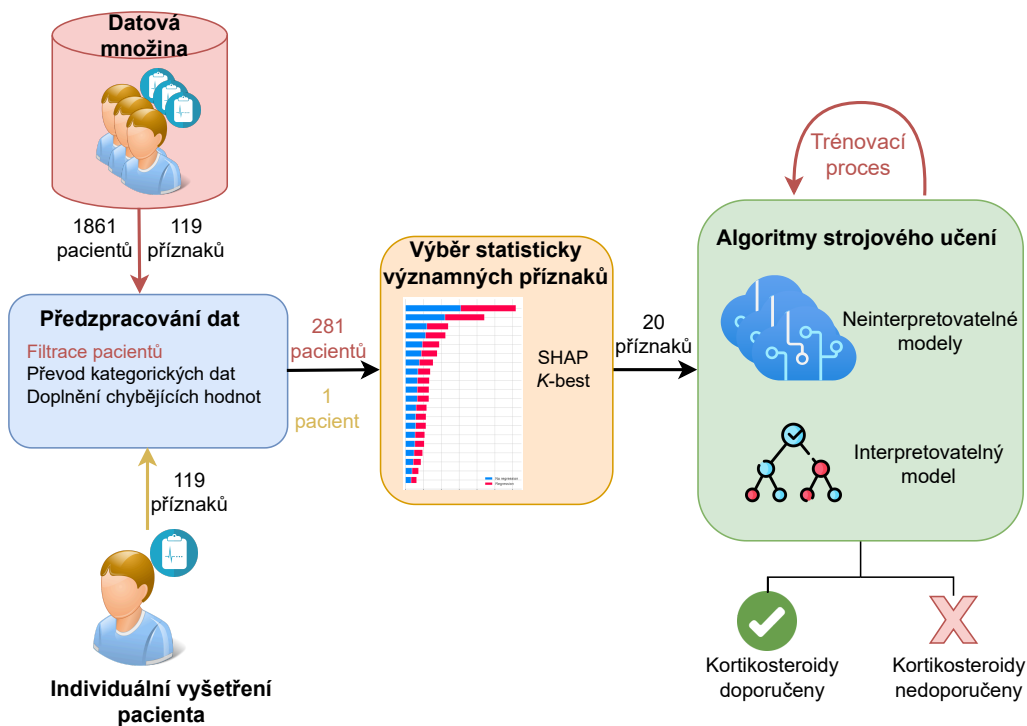 Datová
množina
1861
pacientů
119
příznaků
Předzpracování dat
Filtrace pacientů
Převod kategorických dat
Doplnění chybějících hodnot
281
pacientů
1
pacient
119
příznaků
Individuální vyšetření
pacienta
Výběr statisticky
významných příznaků
SHAP
K-best
20
příznaků
Trénovací
proces
Algoritmy strojového učení
Neinterpretovatelné
modely
Interpretovatelný
model
Kortikosteroidy
doporučeny
Kortikosteroidy
nedoporučeny